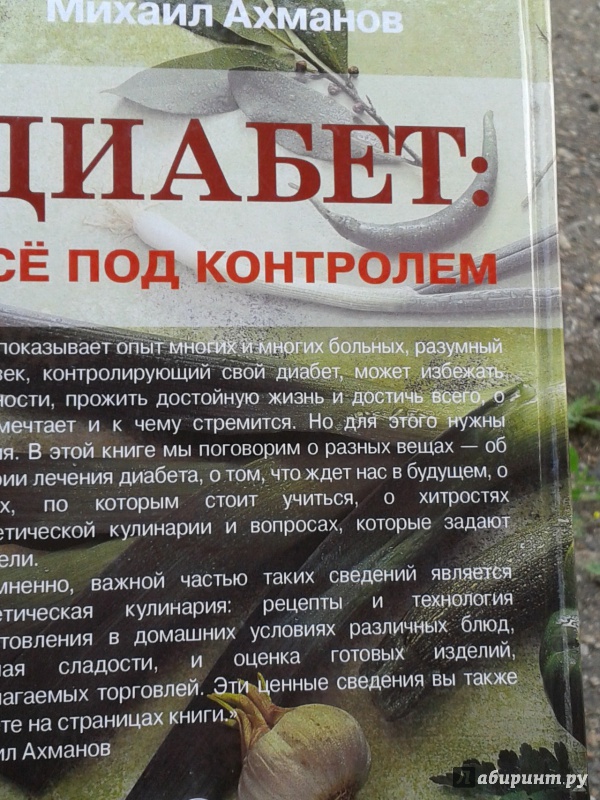 Михаил Ахманов
ДИАБЕТ:
СЁ ПОД КОНТРОЛЕМ
показывает опыт многих и многих больных, разумный
век, контролирующий свой диабет, может избежать
ности, прожить достойную жизнь и достичь всего, о
мечтает и к чему стремится. Но для этого нужны
ия. В этой книге мы поговорим о разных вещах — об
рии лечения диабета, о том, что ждет нас в будущем, о
х, по которым стоит учиться, о хитростях
етической кулинарии и вопросах, которые задают
ели.
мненно, важной частью таких сведений является
етическая кулинария: рецепты и технология
отовления в домашних условиях различных блюд,
ая сладости, и оценка готовых изделий,
лагаемых торговлей. Эти ценные сведения вы также
те на страницах книги.»
ил Ахманов
Лабиринт.ру